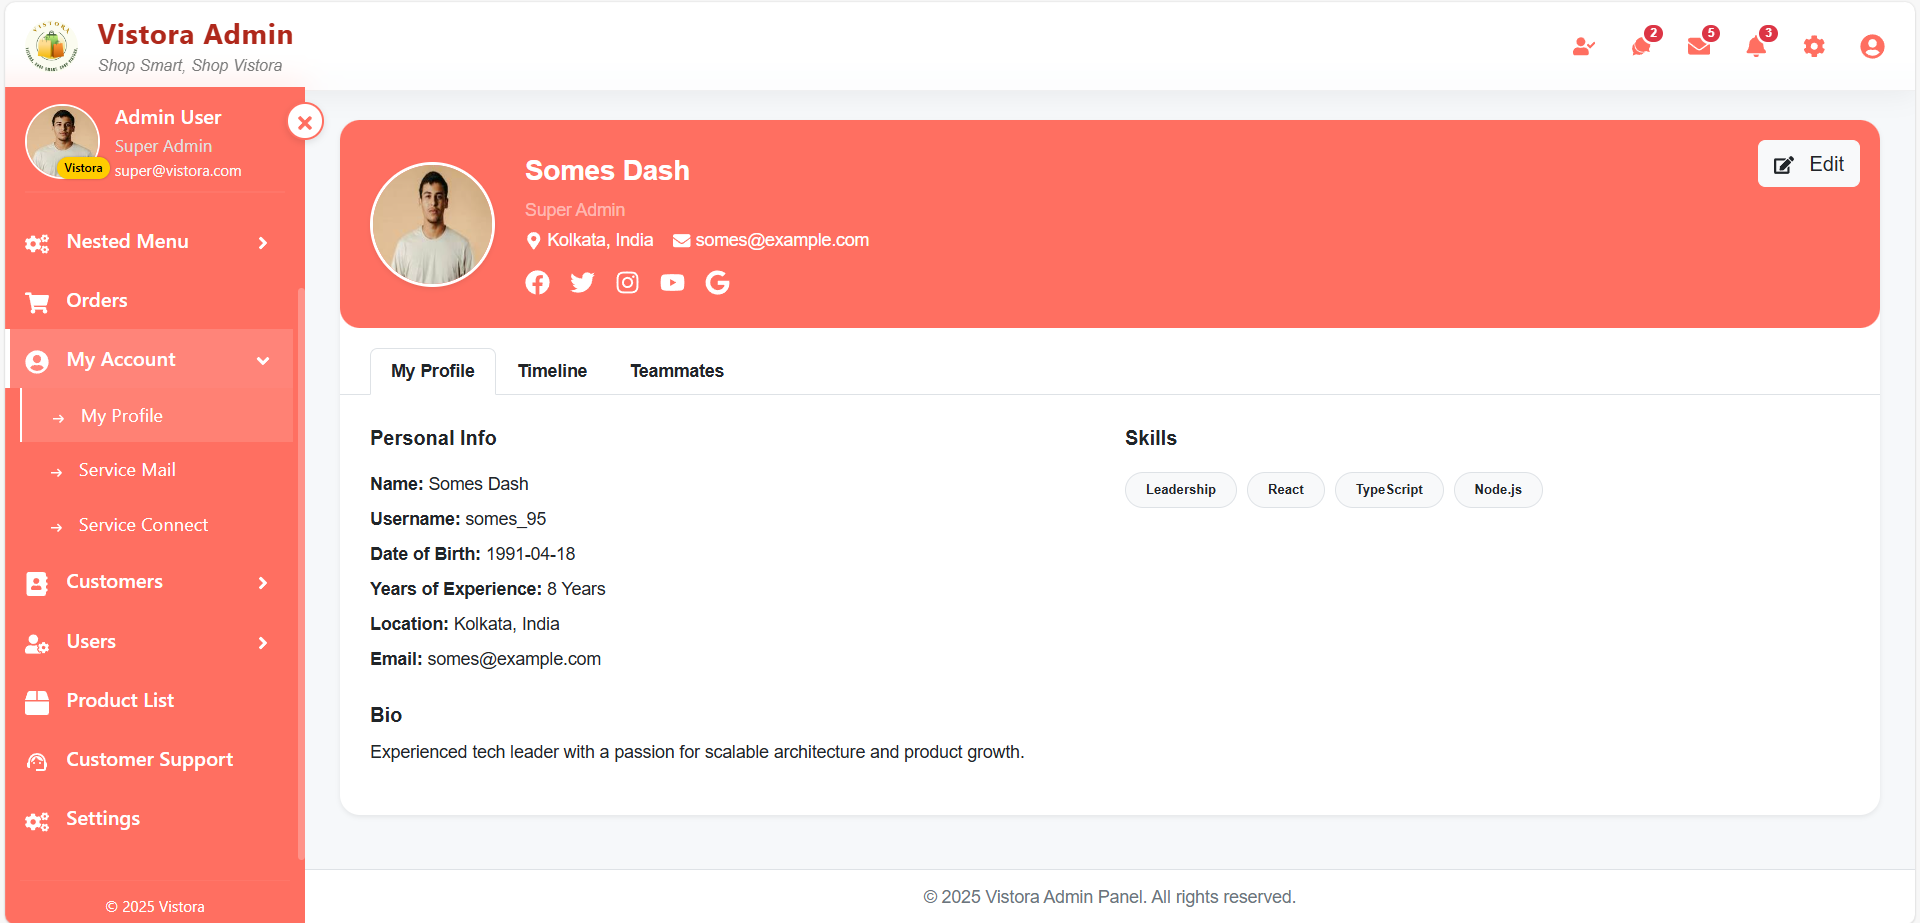 VISTORA
Vistora Admin
Shop Smart, Shop Vistora
2
5
3
Admin User
Super Admin
Vistora
super@vistora.com
Nested Menu
Orders
My Account
→ My Profile
→ Service Mail
→ Service Connect
Customers
Users
Product List
Customer Support
Settings
© 2025 Vistora
Somes Dash
Edit
Super Admin
Kolkata, India somes@example.com
My Profile Timeline Teammates
Personal Info
Name: Somes Dash
Username: somes_95
Date of Birth: 1991-04-18
Years of Experience: 8 Years
Location: Kolkata, India
Email: somes@example.com
Bio
Experienced tech leader with a passion for scalable architecture and product growth.
Skills
Leadership React TypeScript Node.js
© 2025 Vistora Admin Panel. All rights reserved.